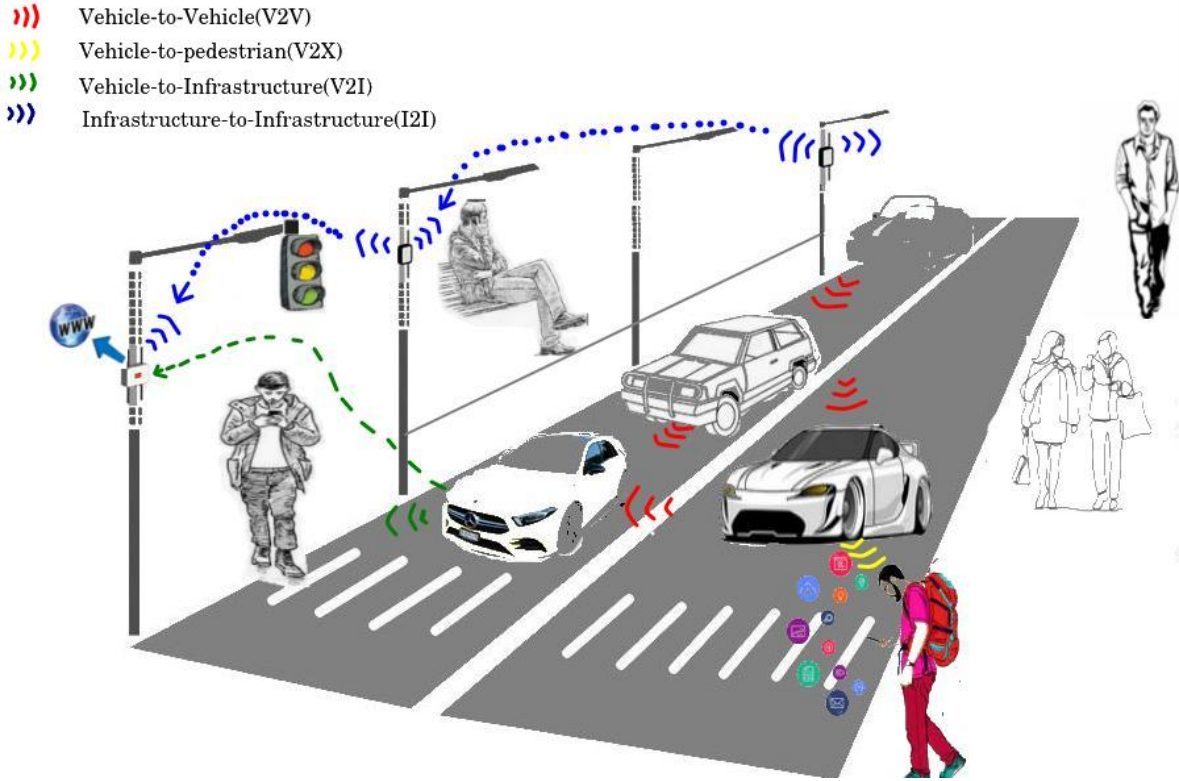 Vehicle-to-Vehicle(V2V)
Vehicle-to-pedestrian(V2X)
Vehicle-to-Infrastructure(V2I)
Infrastructure-to-Infrastructure(I2I)
WWW